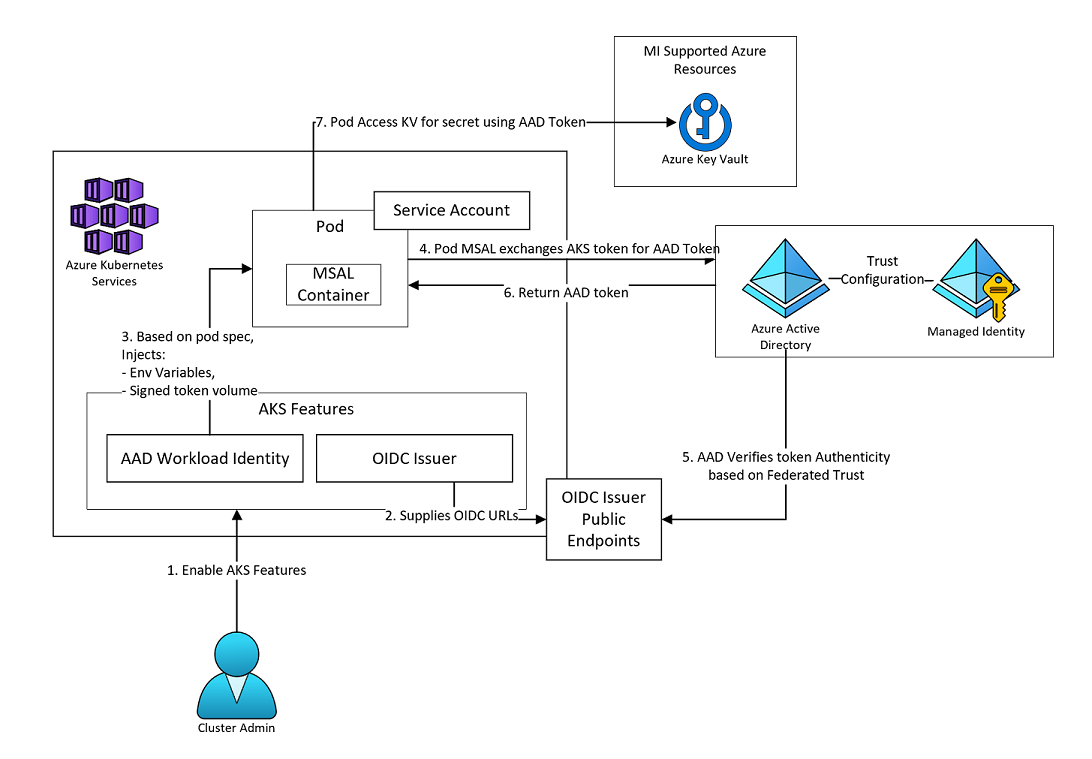 MI Supported Azure
Resources
Azure Key Vault
7. Pod Access KV for secret using AAD Token
Azure Kubernetes
Services
Service Account
Pod
MSAL
Container
4. Pod MSAL exchanges AKS token for AAD Token
6. Return AAD token
Trust
Configuration
Azure Active
Directory
Managed Identity
3. Based on pod spec,
Injects:
- Env Variables,
- Signed token volume
AKS Features
AAD Workload Identity
OIDC Issuer
2. Supplies OIDC URLs
OIDC Issuer
Public
Endpoints
5. AAD Verifies token Authenticity
based on Federated Trust
1. Enable AKS Features
Cluster Admin